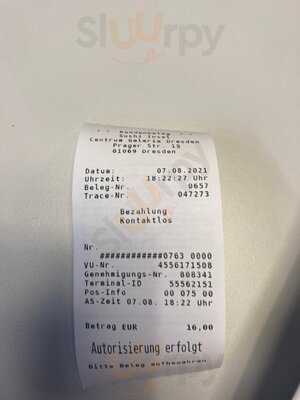 Sluurpy
Kundenbeleg
Sushi Insel
Centrum Galerie Dresden
Prager Str. 15
01069 Dresden
Datum: 07.08.2021
Uhrzeit: 18:22:27 Uhr
Beleg-Nr. 0657
Trace-Nr. 047273
Bezahlung
Kontaktlos
Nr.
############0763 0000
VU-Nr. 4556171508
Genehmigungs-Nr. 808341
Terminal-ID 55562151
Pos-Info 00 075 00
AS-Zeit 07.08. 18:22 Uhr
Betrag EUR 16,00
Autorisierung erfolgt
Bitte Beleg aufbewahren